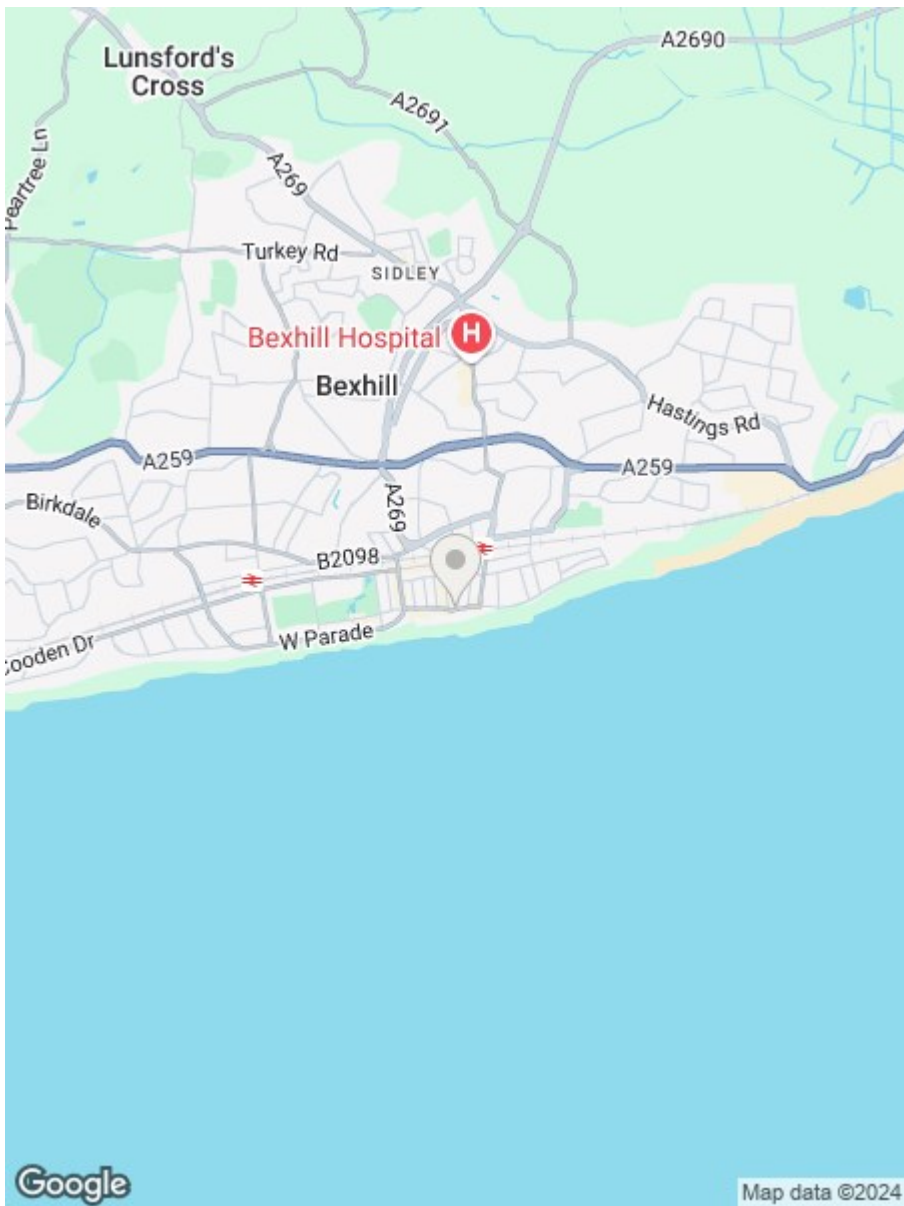 A2690
Lunsford's
Cross
A2691
Peartree Ln
A269
Turkey Rd
SIDLEY
Bexhill Hospital
H
Bexhill
Hastings Rd
A259
A259
Birkdale
A269
B2098
W Parade
Cooden Dr
Google
Map data ©2024